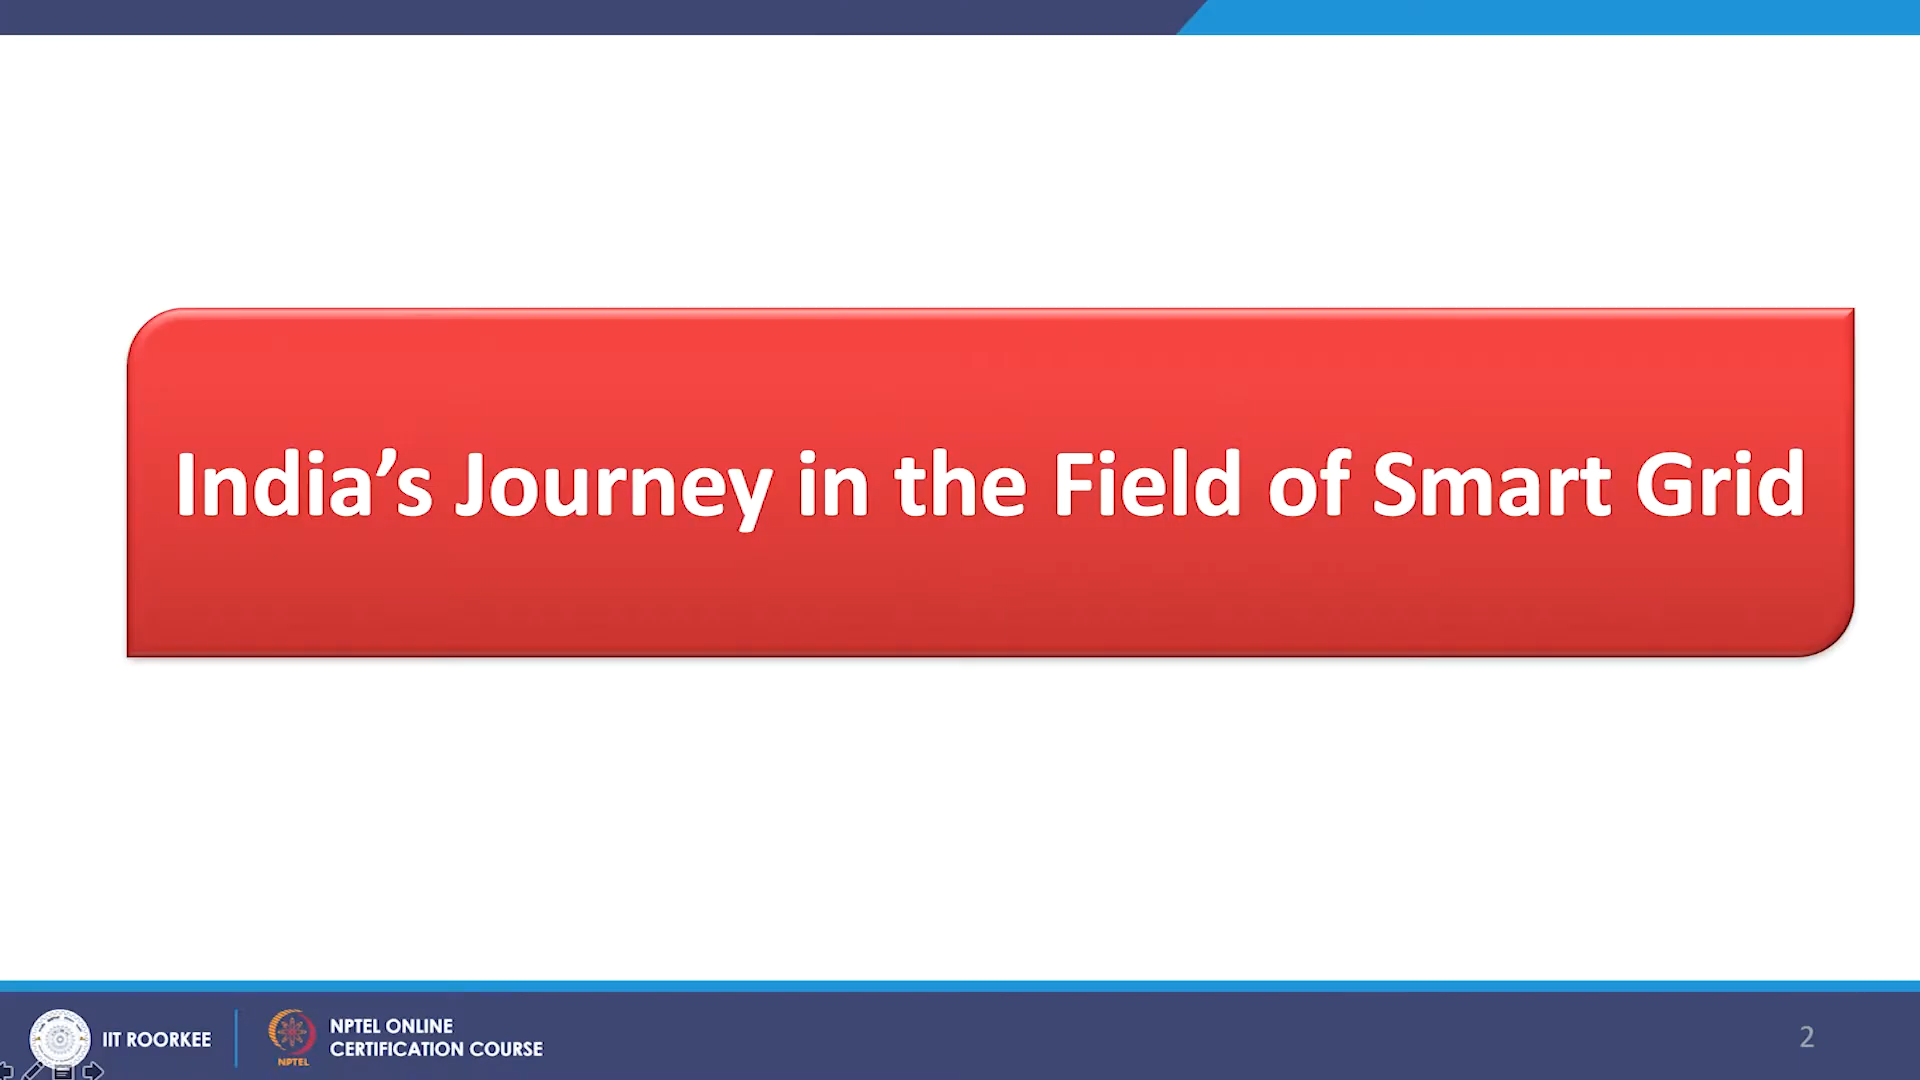 India’s Journey in the Field of Smart Grid
IIT ROORKEE
NPTEL
NPTEL ONLINE
CERTIFICATION COURSE
2